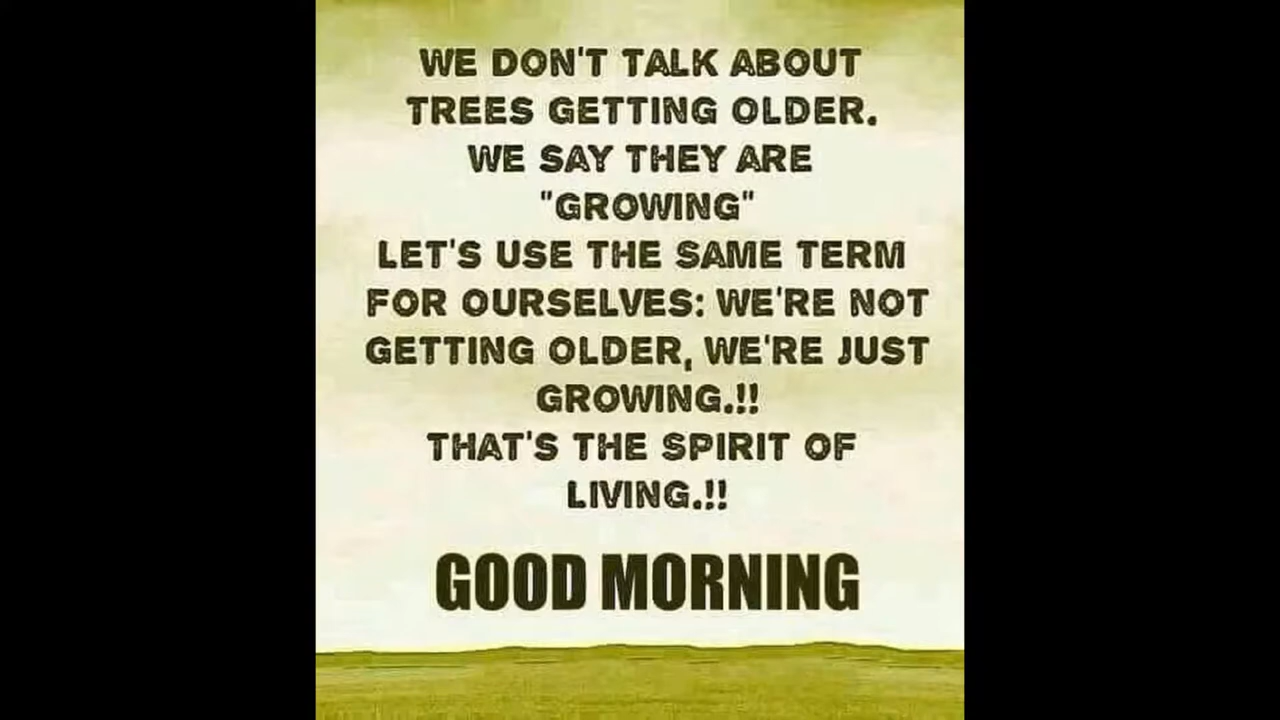 WE DON'T TALK ABOUT
TREES GETTING OLDER.
WE SAY THEY ARE
"GROWING"
LET'S USE THE SAME TERM
FOR OURSELVES: WE'RE NOT
GETTING OLDER, WE'RE JUST
GROWING.!!
THAT'S THE SPIRIT OF
LIVING.!!
GOOD MORNING